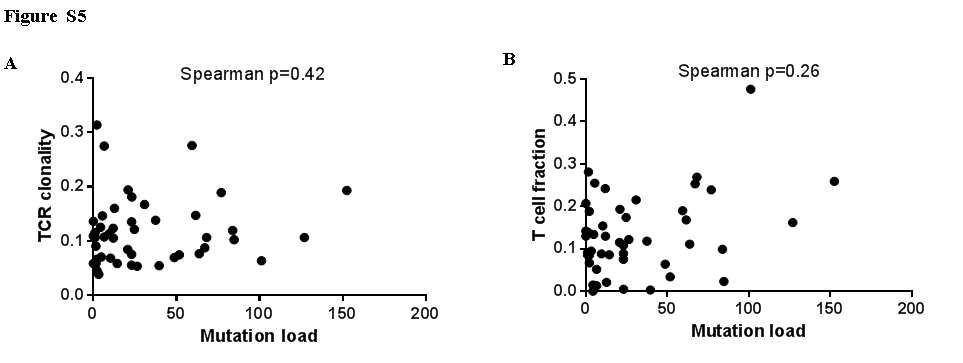 Figure S5
A
Spearman p=0.42
TCR clonality
0.4
0.3
0.2
0.1
0.0
0 50 100 150 200
Mutation load
B
Spearman p=0.26
T cell fraction
0.5
0.4
0.3
0.2
0.1
0.0
0 50 100 150 200
Mutation load